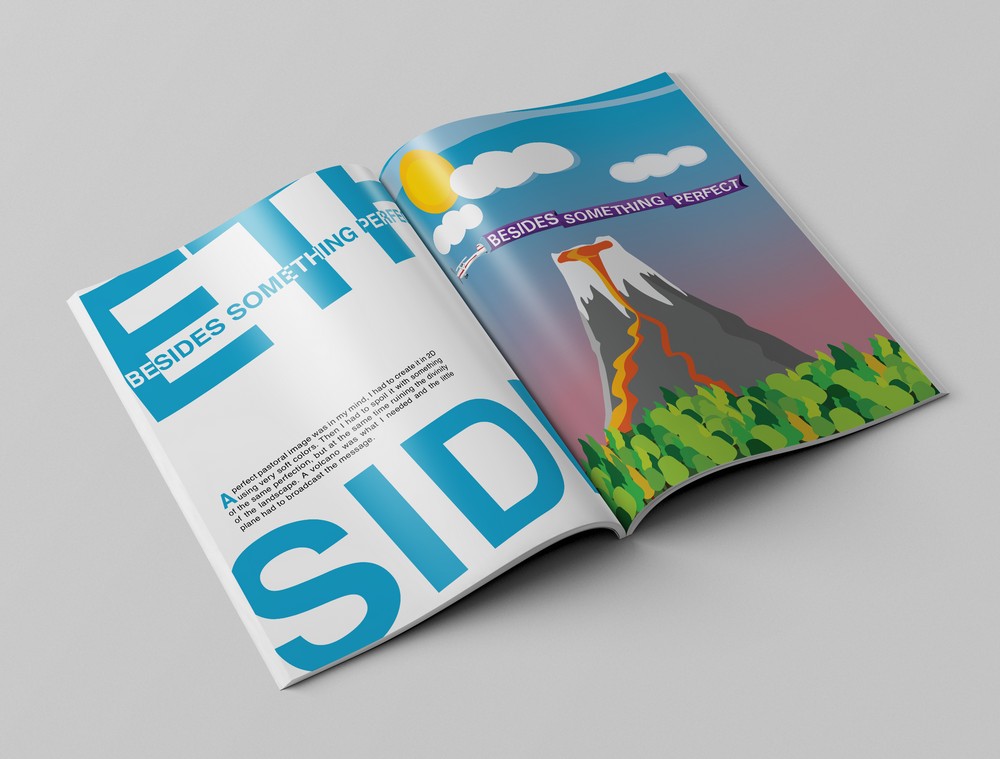 BESIDES SOMETHING PERFE
A perfect pastoral image was in my mind. I had to create it in 2D
using very soft colors. Then I had to spoil it with something
of the same perfection, but at the same time ruining the divinity
of the landscape. A volcano was what I needed and the little
plane had to broadcast the message.
SID
BESIDES SOMETHING PERFECT